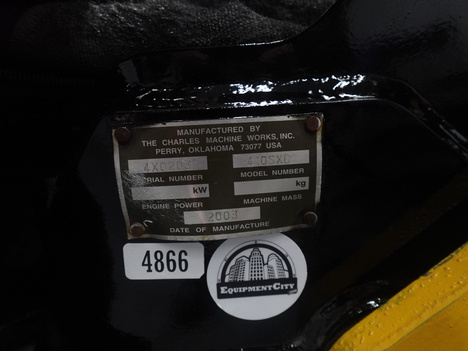 MANUFACTURED BY
THE CHARLES MACHINE WORKS, INC.
PERRY, OKLAHOMA 73077 USA
SERIAL NUMBER
MODEL NUMBER
kW
kg
ENGINE POWER
MACHINE MASS
2003
DATE OF MANUFACTURE
4866
EQUIPMENTCITY